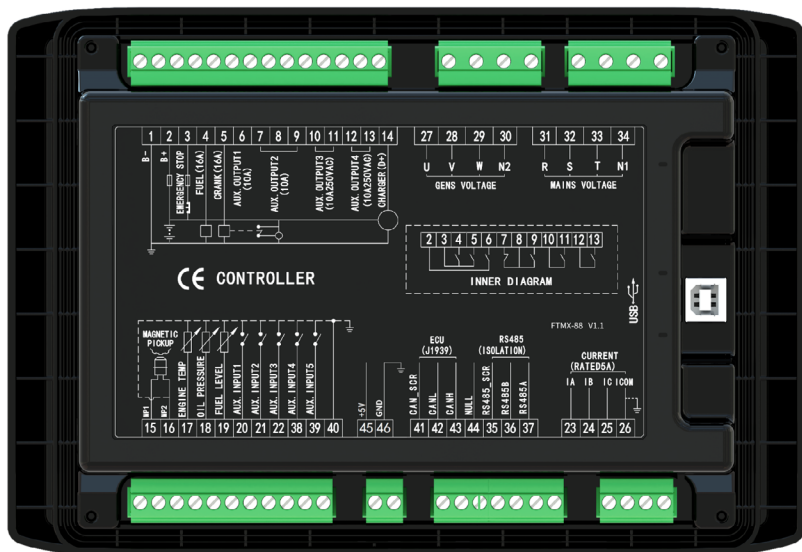 1 2 3 4 5 6 7 8 9 10 11 12 13 14
B-
B+
EMERGENCY STOP
FUEL(16A)
CRANK(16A)
AUX.OUTPUT1
(10A)
AUX.OUTPUT2
(10A)
AUX.OUTPUT3
(10A250VAC)
AUX.OUTPUT4
(10A250VAC)
CHARGER(D+)
27 28 29 30
U V W N2
GENS VOLTAGE
31 32 33 34
R S T N1
MAINS VOLTAGE
2 3 4 5 6 7 8 9 10 11 12 13
INNER DIAGRAM
CE CONTROLLER
USB
FTMX-88 V1.1
MAGNETIC
PICKUP
MP1
MP2
ENGINE TEMP.
OIL PRESSURE
FUEL LEVEL
AUX.INPUT1
AUX.INPUT2
AUX.INPUT3
AUX.INPUT4
AUX.INPUT5
15 16 17 18 19 20 21 22 38 39 40
+5V
GND
45 46
ECU
(J1939)
RS485
(ISOLATION)
CAN_SCR
CANL
CANH
NULL
RS485_SCR
RS485B
RS485A
41 42 43 44 35 36 37
CURRENT
(RATED5A)
IA IB IC ICOM
23 24 25 26